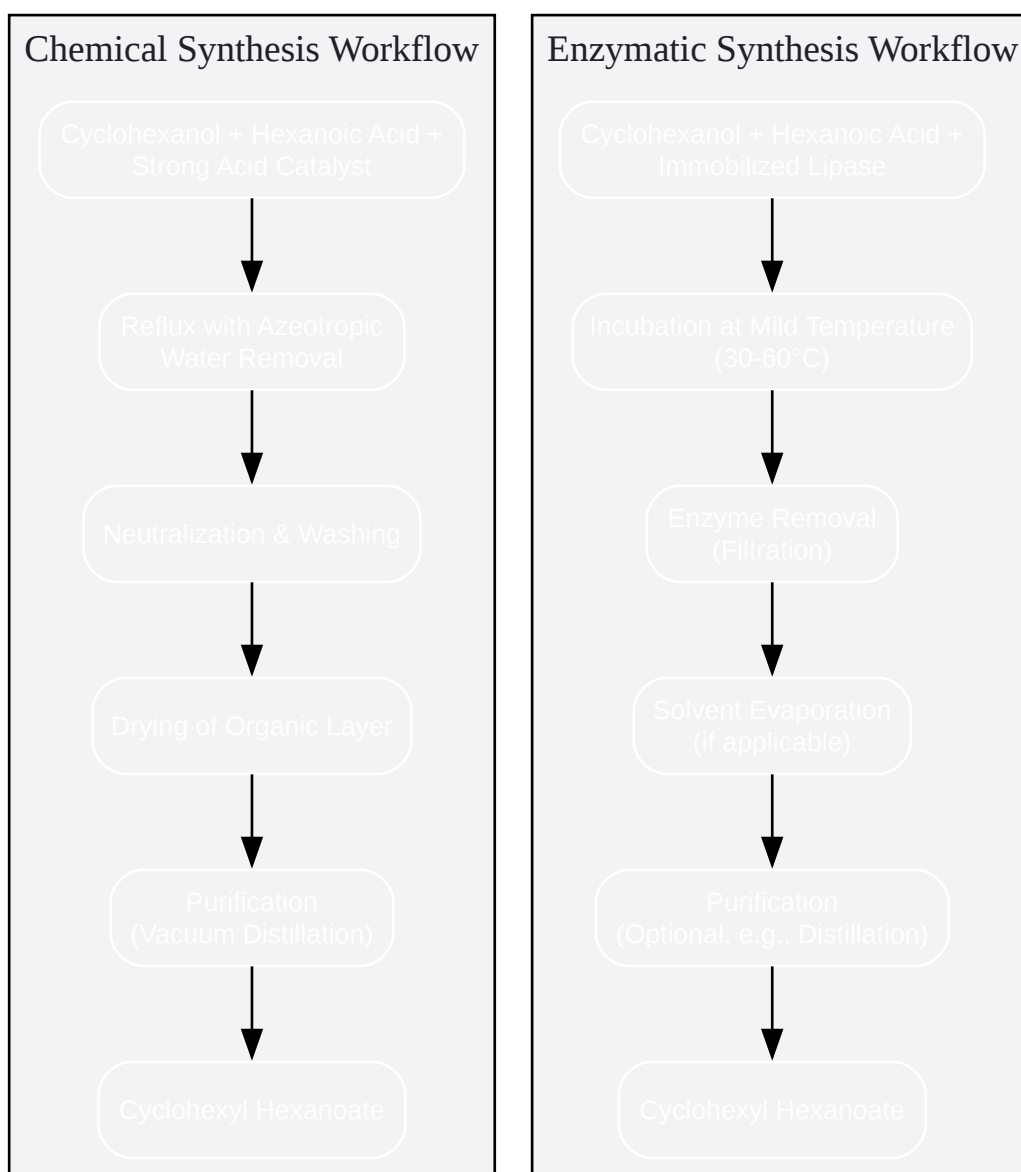 Chemical Synthesis Workflow
Cyclohexanol + Hexanoic Acid +
Strong Acid Catalyst
Reflux with Azeotropic
Water Removal
Neutralization & Washing
Drying of Organic Layer
Purification
(Vacuum Distillation)
Cyclohexyl Hexanoate
Enzymatic Synthesis Workflow
Cyclohexanol + Hexanoic Acid +
Immobilized Lipase
Incubation at Mild Temperature
(30-60°C)
Enzyme Removal
(Filtration)
Solvent Evaporation
(if applicable)
Purification
(Optional, e.g., Distillation)
Cyclohexyl Hexanoate